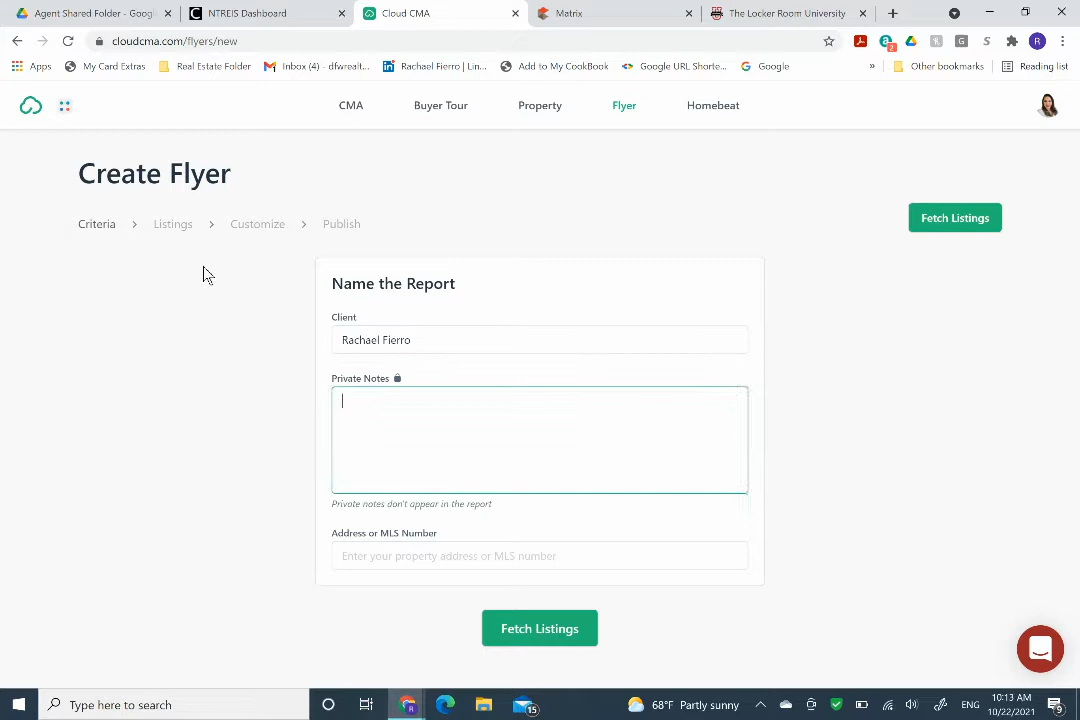 Agent Shared Folder - Googl
NTREIS Dashboard
Cloud CMA
Matrix
The Locker Room University
cloudcma.com/flyers/new
Apps
My Card Extras
Real Estate Folder
Inbox (4) - dfwrealt...
Rachael Fierro | Lin...
Add to My CookBook
Google URL Shorte...
Google
»
Other bookmarks
Reading list
CMA
Buyer Tour
Property
Flyer
Homebeat
Create Flyer
Criteria > Listings > Customize > Publish
Fetch Listings
Name the Report
Client
Rachael Fierro
Private Notes
Private notes don't appear in the report
Address or MLS Number
Enter your property address or MLS number
Fetch Listings
Type here to search
15
68°F Partly sunny
ENG
10:13 AM
10/22/2021
9